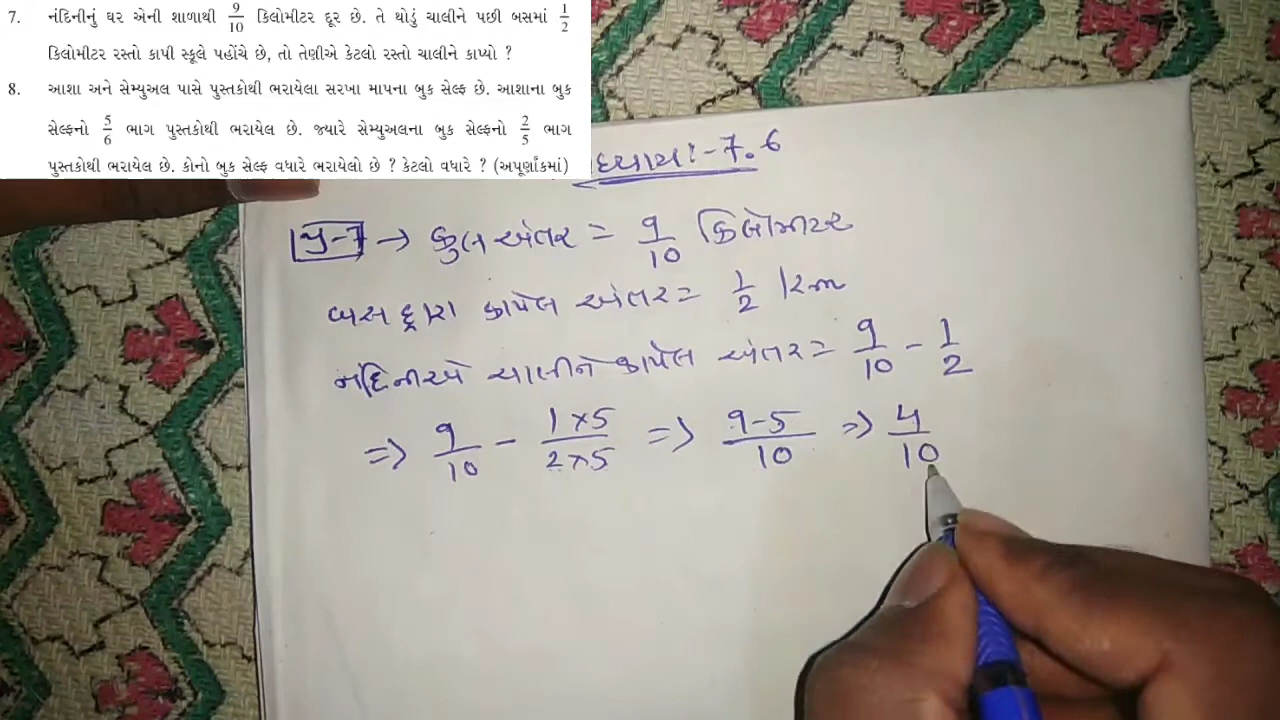 7. નંદિનીનું ઘર એની શાળાથી 9/10 કિલોમીટર દૂર છે. તે થોડું ચાલીને પછી બસમાં 1/2
કિલોમીટર રસ્તો કાપી સ્કૂલે પહોંચે છે, તો તેણીએ કેટલો રસ્તો ચાલીને કાપ્યો ?
8. આશા અને સેમ્યુઅલ પાસે પુસ્તકોથી ભરાયેલા સરખા માપના બુક સેલ્ફ છે. આશાના બુક
સેલ્ફનો 5/6 ભાગ પુસ્તકોથી ભરાયેલ છે. જ્યારે સેમ્યુઅલના બુક સેલ્ફનો 2/5 ભાગ
પુસ્તકોથી ભરાયેલ છે. કોનો બુક સેલ્ફ વધારે ભરાયેલો છે ? કેટલો વધારે ? (અપૂર્ણાંકમાં)
ધ્યાય:-7.6
પ્ર-7 → કુલ અંતર = 9/10 કિલોમીટર
બસ દ્વારા કાપેલ અંતર = 1/2 km
નંદિનીએ ચાલીને કાપેલ અંતર = 9/10 - 1/2
⇒ 9/10 - 1×5/2×5 ⇒ 9-5/10 ⇒ 4/10